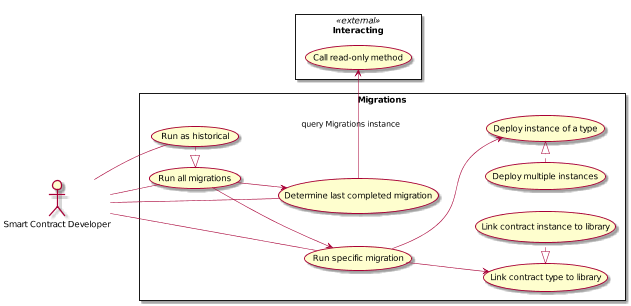 «external»
Interacting
Call read-only method
Migrations
query Migrations instance
Run as historical
Run all migrations
Determine last completed migration
Run specific migration
Deploy instance of a type
Deploy multiple instances
Link contract instance to library
Link contract type to library
Smart Contract Developer